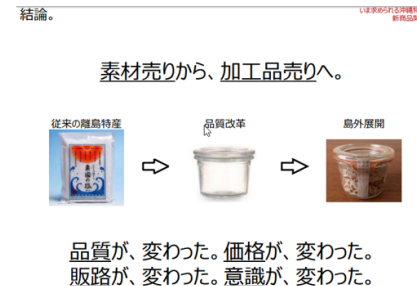 結論。
いま求められる沖縄
新商品
素材売りから、加工品売りへ。
従来の離島特産
品質改革
島外展開
品質が、変わった。価格が、変わった。
販路が、変わった。意識が、変わった。